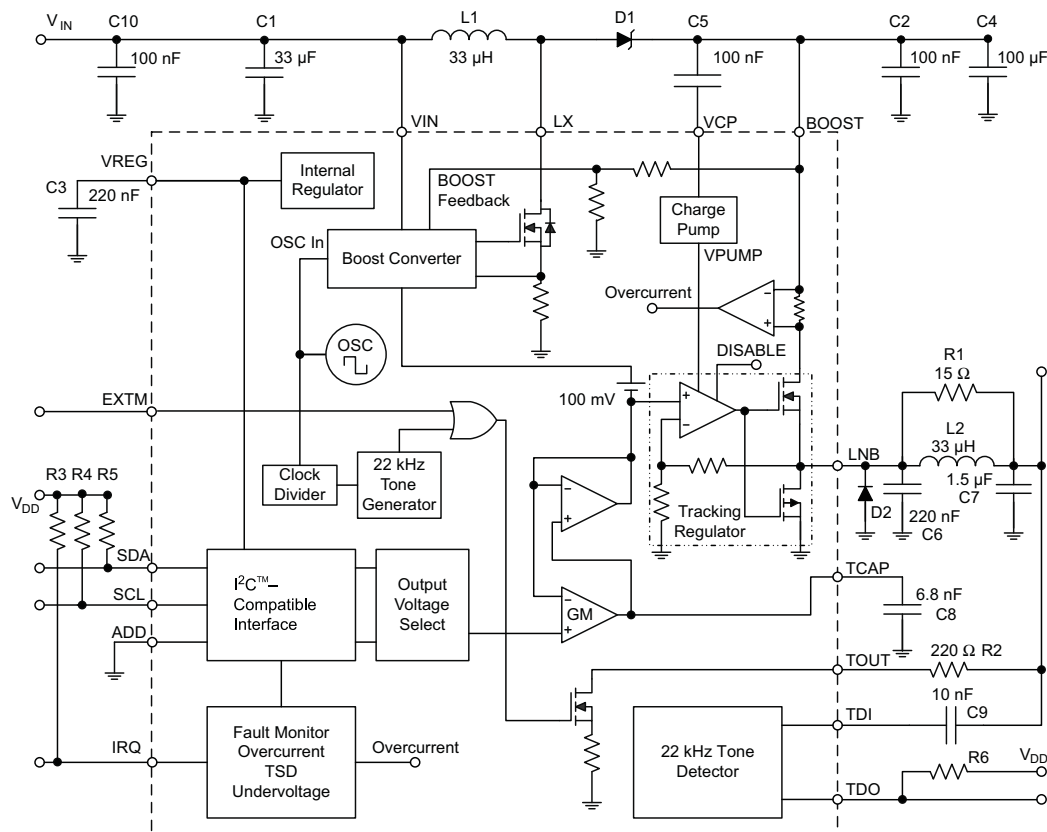 V_IN C10 C1 L1 D1 C5 C2 C4
100 nF 33 µF 33 µH 100 nF 100 nF 100 µF
VIN LX VCP BOOST
VREG
C3 220 nF
Internal
Regulator
BOOST
Feedback
Charge
Pump
VPUMP
OSC In
Boost Converter
Overcurrent
–
+
OSC
DISABLE
100 mV
EXTM
+
–
R1
15 Ω
L2
33 µH
LNB
1.5 µF
C7
D2
220 nF
C6
Clock
Divider
22 kHz
Tone
Generator
R3 R4 R5
V_DD
–
+
Tracking
Regulator
SDA
SCL
ADD
I²C™–
Compatible
Interface
Output
Voltage
Select
–
GM
+
TCAP
6.8 nF
C8
TOUT
220 Ω R2
10 nF
C9
TDI
IRQ
Fault Monitor
Overcurrent
TSD
Undervoltage
Overcurrent
22 kHz Tone
Detector
R6
V_DD
TDO